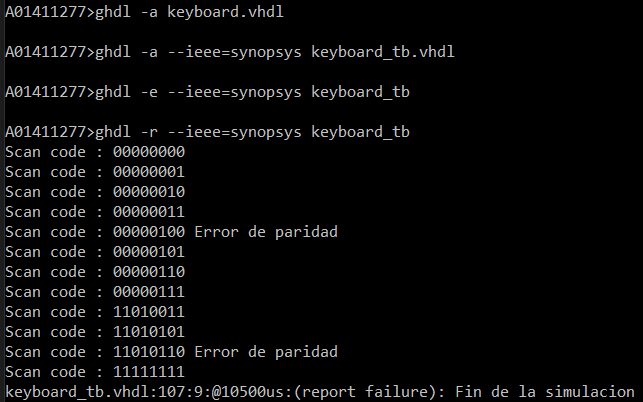 A01411277>ghdl -a keyboard.vhdl
A01411277>ghdl -a --ieee=synopsys keyboard_tb.vhdl
A01411277>ghdl -e --ieee=synopsys keyboard_tb
A01411277>ghdl -r --ieee=synopsys keyboard_tb
Scan code : 00000000
Scan code : 00000001
Scan code : 00000010
Scan code : 00000011
Scan code : 00000100 Error de paridad
Scan code : 00000101
Scan code : 00000110
Scan code : 00000111
Scan code : 11010011
Scan code : 11010101
Scan code : 11010110 Error de paridad
Scan code : 11111111
keyboard_tb.vhdl:107:9:@10500us:(report failure): Fin de la simulacion